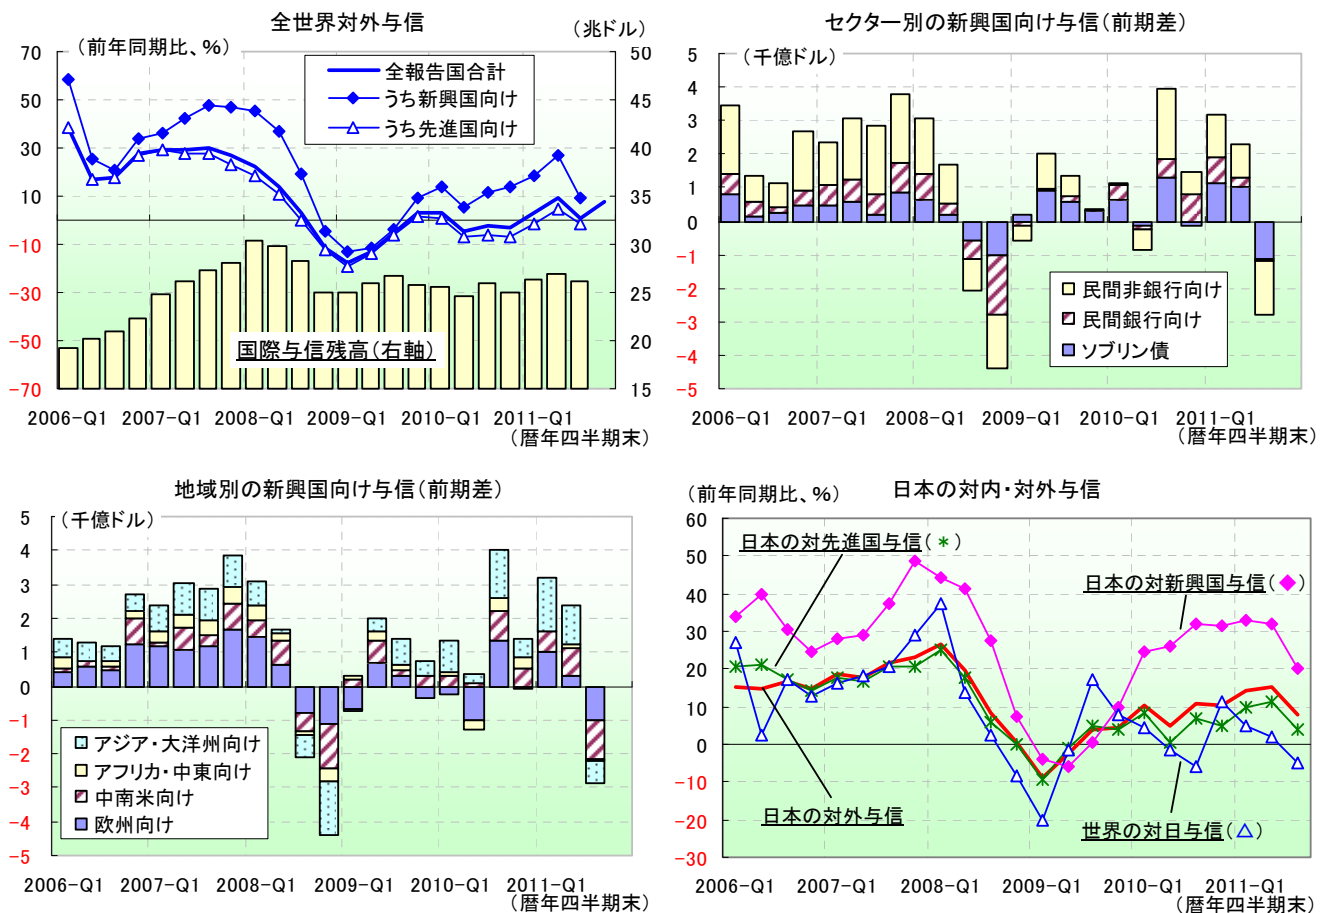 全世界対外与信
(前年同期比、%)
(兆ドル)
70
50
30
10
-10
-30
-50
-70
50
45
40
35
30
25
20
15
全報告国合計
うち新興国向け
うち先進国向け
国際与信残高(右軸)
2006-Q1 2007-Q1 2008-Q1 2009-Q1 2010-Q1 2011-Q1
(暦年四半期末)
セクター別の新興国向け与信(前期差)
(千億ドル)
5
4
3
2
1
0
-1
-2
-3
-4
-5
民間非銀行向け
民間銀行向け
ソブリン債
2006-Q1 2007-Q1 2008-Q1 2009-Q1 2010-Q1 2011-Q1
(暦年四半期末)
地域別の新興国向け与信(前期差)
(千億ドル)
5
4
3
2
1
0
-1
-2
-3
-4
-5
アジア・大洋州向け
アフリカ・中東向け
中南米向け
欧州向け
2006-Q1 2007-Q1 2008-Q1 2009-Q1 2010-Q1 2011-Q1
(暦年四半期末)
日本の対内・対外与信
(前年同期比、%)
60
50
40
30
20
10
0
-10
-20
-30
日本の対先進国与信(＊)
日本の対新興国与信(◆)
日本の対外与信
世界の対日与信(△)
2006-Q1 2007-Q1 2008-Q1 2009-Q1 2010-Q1 2011-Q1
(暦年四半期末)